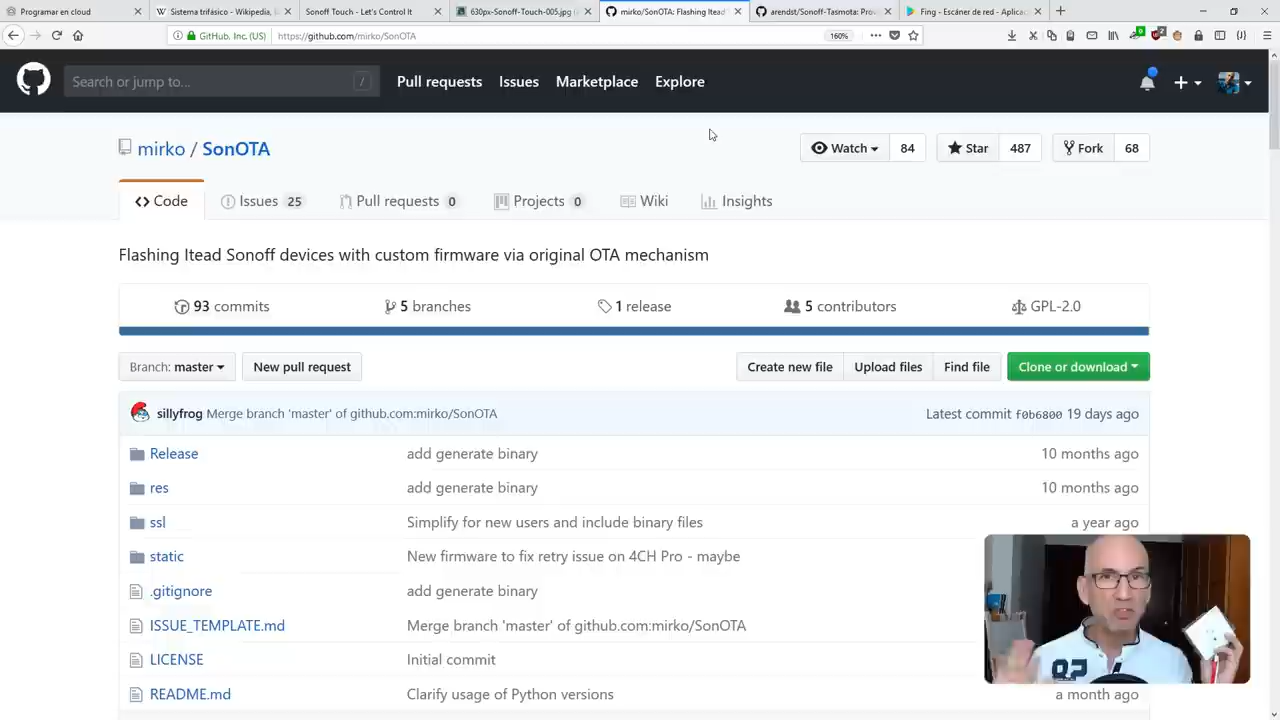 Programar en cloud
Sistema trifásico - Wikipedia, l
Sonoff Touch - Let's Control It
630px-Sonoff-Touch-005.jpg (
mirko/SonOTA: Flashing Itead
arendst/Sonoff-Tasmota: Prov
Fing - Escáner de red - Aplicac
GitHub, Inc. (US)
https://github.com/mirko/SonOTA
160%
Search or jump to...
/
Pull requests
Issues
Marketplace
Explore
mirko / SonOTA
Watch
84
Star
487
Fork
68
Code
Issues 25
Pull requests 0
Projects 0
Wiki
Insights
Flashing Itead Sonoff devices with custom firmware via original OTA mechanism
93 commits
5 branches
1 release
5 contributors
GPL-2.0
Branch: master
New pull request
Create new file
Upload files
Find file
Clone or download
sillyfrog Merge branch 'master' of github.com:mirko/SonOTA
Latest commit f0b6800 19 days ago
Release add generate binary 10 months ago
res add generate binary 10 months ago
ssl Simplify for new users and include binary files a year ago
static New firmware to fix retry issue on 4CH Pro - maybe
.gitignore add generate binary
ISSUE_TEMPLATE.md Merge branch 'master' of github.com:mirko/SonOTA
LICENSE Initial commit
README.md Clarify usage of Python versions a month ago